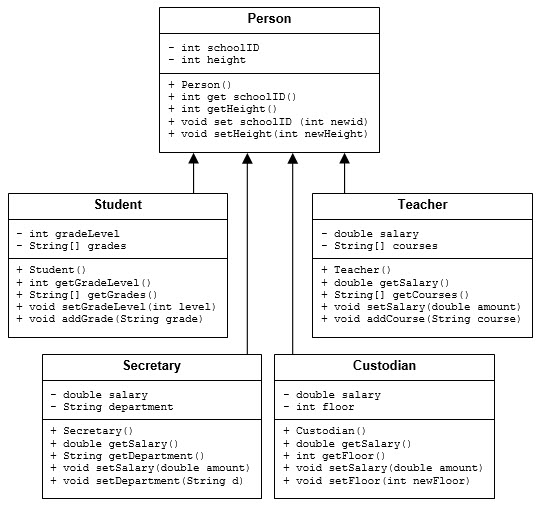 Person
- int schoolID
- int height
+ Person()
+ int get schoolID()
+ int getHeight()
+ void set schoolID (int newid)
+ void setHeight(int newHeight)
Student
- int gradeLevel
- String[] grades
+ Student()
+ int getGradeLevel()
+ String[] getGrades()
+ void setGradeLevel(int level)
+ void addGrade(String grade)
Teacher
- double salary
- String[] courses
+ Teacher()
+ double getSalary()
+ String[] getCourses()
+ void setSalary(double amount)
+ void addCourse(String course)
Secretary
- double salary
- String department
+ Secretary()
+ double getSalary()
+ String getDepartment()
+ void setSalary(double amount)
+ void setDepartment(String d)
Custodian
- double salary
- int floor
+ Custodian()
+ double getSalary()
+ int getFloor()
+ void setSalary(double amount)
+ void setFloor(int newFloor)